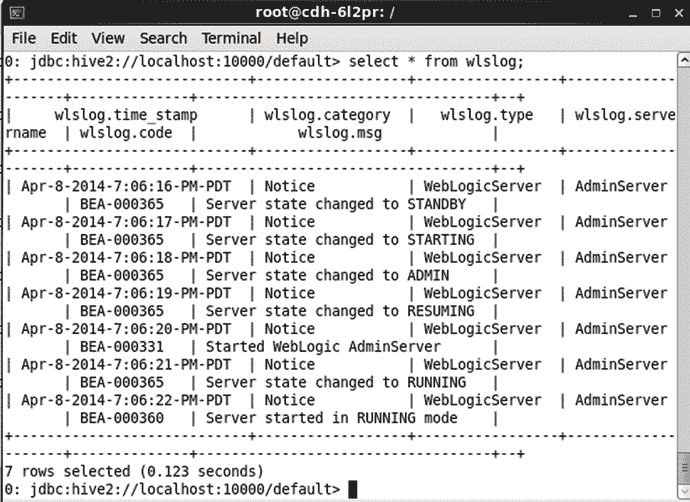 root@cdh-6l2pr: /
File Edit View Search Terminal Help
0: jdbc:hive2://localhost:10000/default> select * from wlslog;
+-------------------------+------------------+-----------------+--------------
-------+--------------+--------------------------------+--+
| wlslog.time_stamp | wlslog.category | wlslog.type | wlslog.serve
rname | wlslog.code | wlslog.msg |
+-------------------------+------------------+-----------------+--------------
-------+--------------+--------------------------------+--+
| Apr-8-2014-7:06:16-PM-PDT | Notice | WebLogicServer | AdminServer
| BEA-000365 | Server state changed to STANDBY |
| Apr-8-2014-7:06:17-PM-PDT | Notice | WebLogicServer | AdminServer
| BEA-000365 | Server state changed to STARTING |
| Apr-8-2014-7:06:18-PM-PDT | Notice | WebLogicServer | AdminServer
| BEA-000365 | Server state changed to ADMIN |
| Apr-8-2014-7:06:19-PM-PDT | Notice | WebLogicServer | AdminServer
| BEA-000365 | Server state changed to RESUMING |
| Apr-8-2014-7:06:20-PM-PDT | Notice | WebLogicServer | AdminServer
| BEA-000331 | Started WebLogic AdminServer |
| Apr-8-2014-7:06:21-PM-PDT | Notice | WebLogicServer | AdminServer
| BEA-000365 | Server state changed to RUNNING |
| Apr-8-2014-7:06:22-PM-PDT | Notice | WebLogicServer | AdminServer
| BEA-000360 | Server started in RUNNING mode |
+-------------------------+------------------+-----------------+--------------
-------+--------------+--------------------------------+--+
7 rows selected (0.123 seconds)
0: jdbc:hive2://localhost:10000/default>